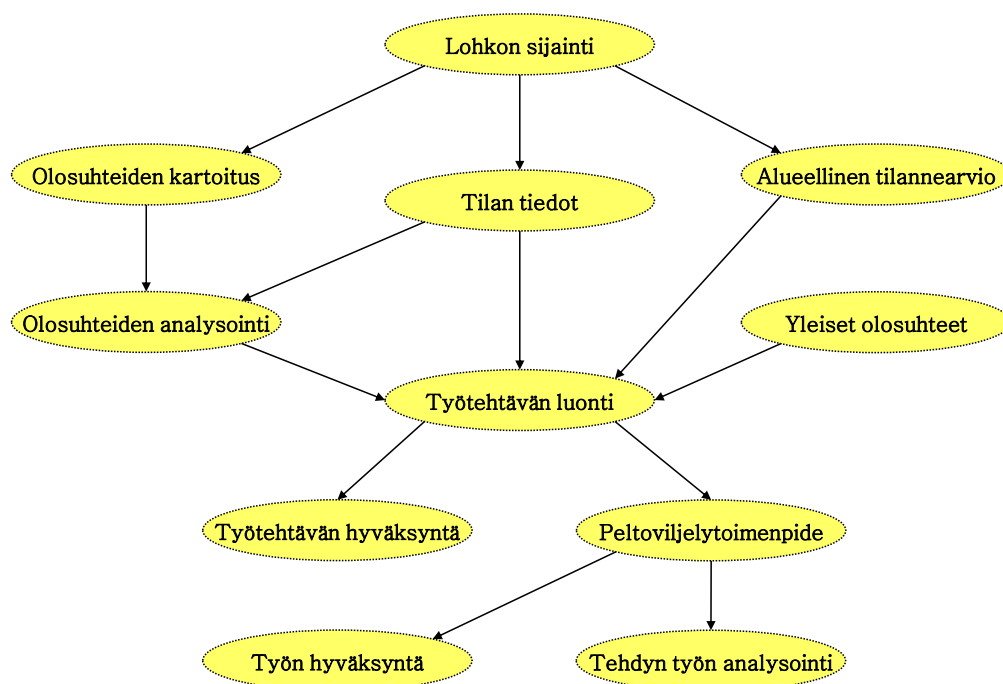 Lohkon sijainti
Olosuhteiden kartoitus
Tilan tiedot
Alueellinen tilannearvio
Olosuhteiden analysointi
Yleiset olosuhteet
Työtehtävän luonti
Työtehtävän hyväksyntä
Peltoviljelytoimenpide
Työn hyväksyntä
Tehdyn työn analysointi